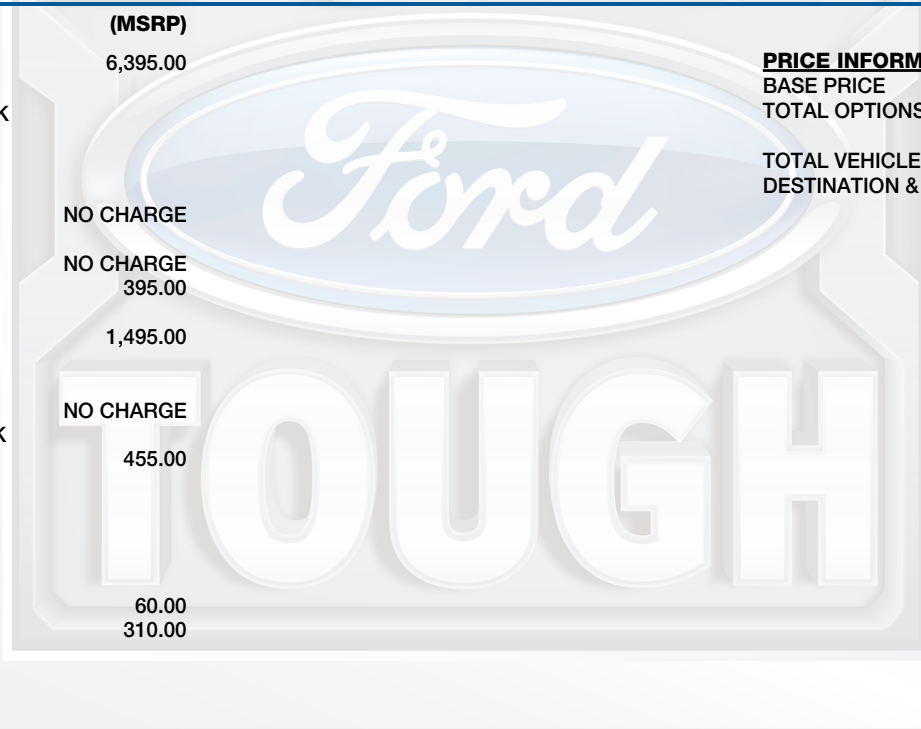 (MSRP)
6,395.00
K
NO CHARGE
NO CHARGE
395.00
1,495.00
NO CHARGE
K
455.00
60.00
310.00
PRICE INFORM
BASE PRICE
TOTAL OPTIONS
TOTAL VEHICLE
DESTINATION &
Ford
TOUGH